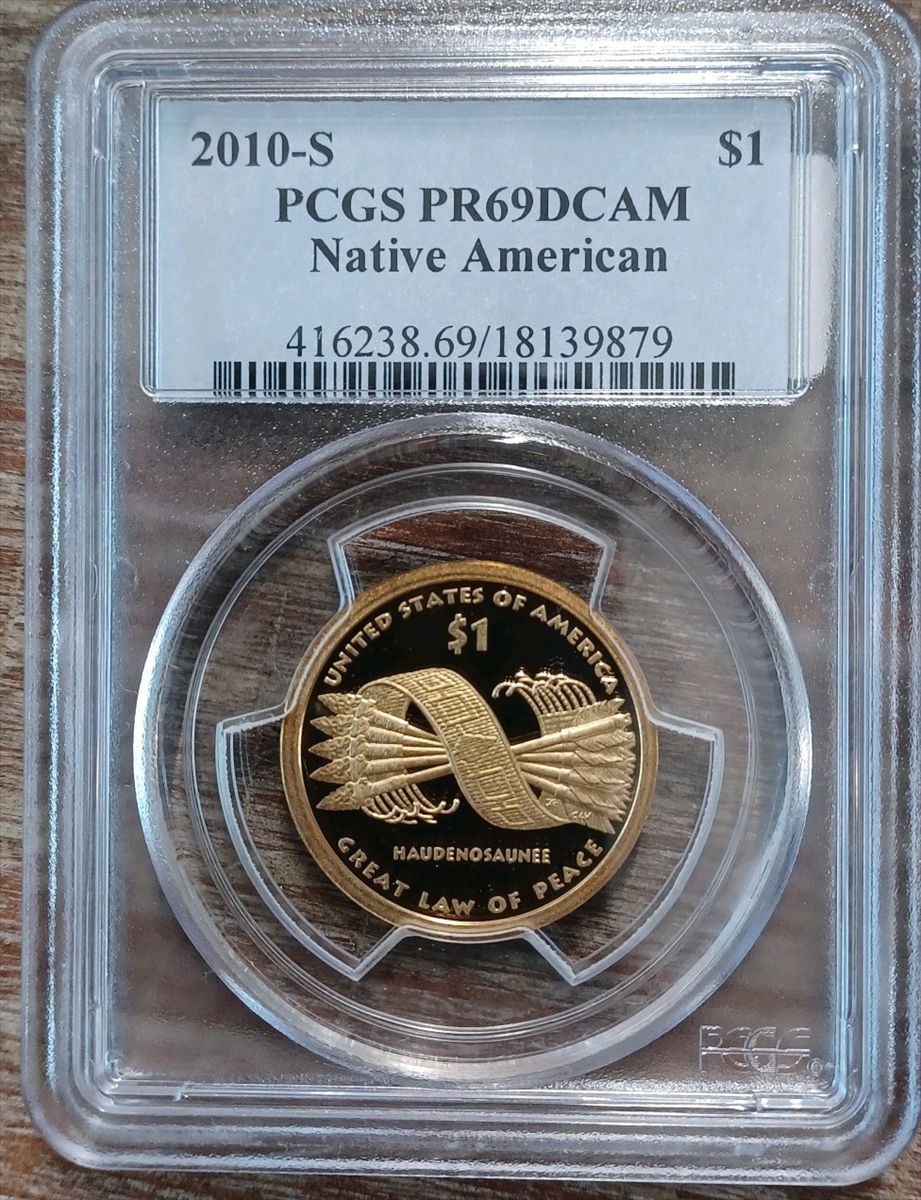 2010-S $1
PCGS PR69DCAM
Native American
416238.69/18139879
UNITED STATES OF AMERICA
$1
HAUDENOSAUNEE
GREAT LAW OF PEACE
PCGS